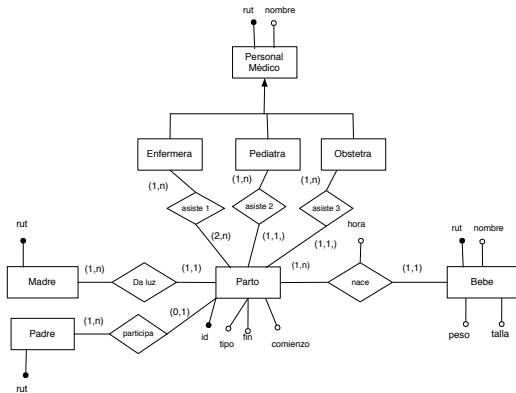 rut nombre
Personal
Médico
Enfermera Pediatra Obstetra
(1,n) (1,n) (1,n)
asiste 1 asiste 2 asiste 3
(2,n) (1,1,) (1,1,)
hora
rut nombre
rut
Madre (1,n) Da luz (1,1) Parto (1,n) nace (1,1) Bebe
Padre (1,n) participa (0,1)
id tipo fin comienzo
peso talla
rut